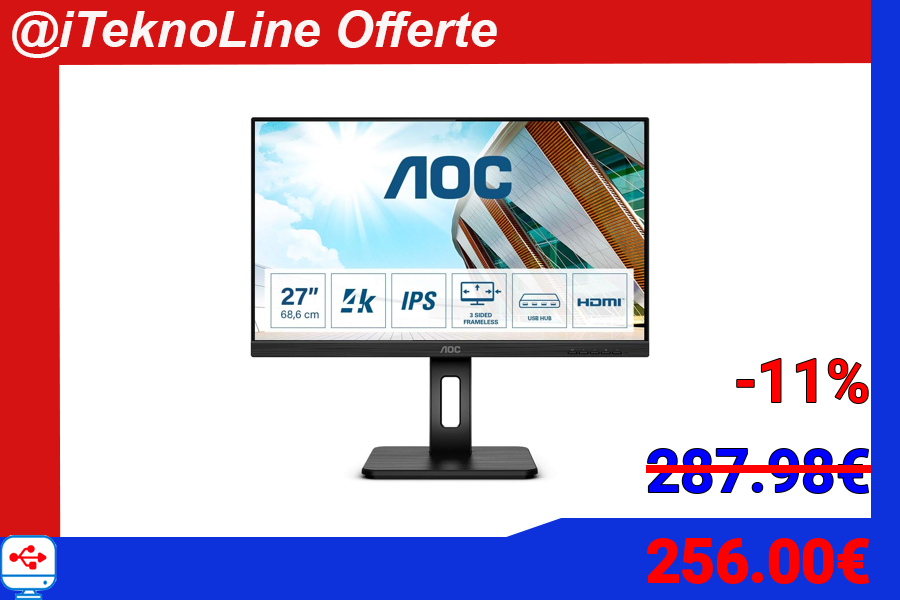 @iTeknoLine Offerte
AOC
27"
68,6 cm
4k
IPS
3 SIDED
FRAMELESS
USB HUB
HDMI
AOC
-11%
287.98€
256.00€